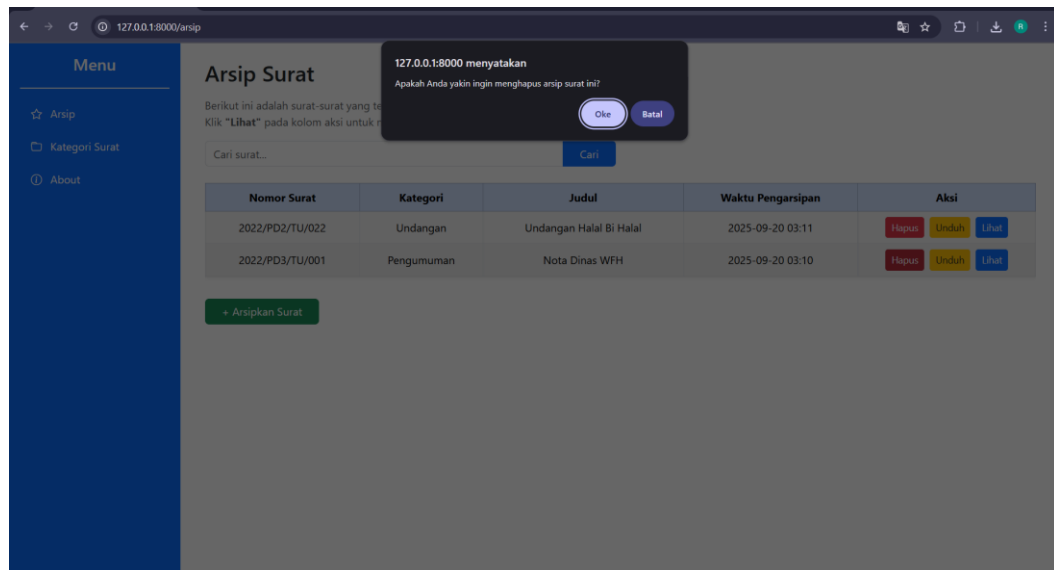 127.0.0.1:8000/arsip
R
Menu
Arsip
Kategori Surat
About
127.0.0.1:8000 menyatakan
Apakah Anda yakin ingin menghapus arsip surat ini?
Oke
Batal
Arsip Surat
Berikut ini adalah surat-surat yang
Klik "Lihat" pada kolom aksi untuk
Cari surat...
Cari
Nomor Surat Kategori Judul Waktu Pengarsipan Aksi
2022/PD2/TU/022 Undangan Undangan Halal Bi Halal 2025-09-20 03:11 Hapus Unduh Lihat
2022/PD3/TU/001 Pengumuman Nota Dinas WFH 2025-09-20 03:10 Hapus Unduh Lihat
+ Arsipkan Surat